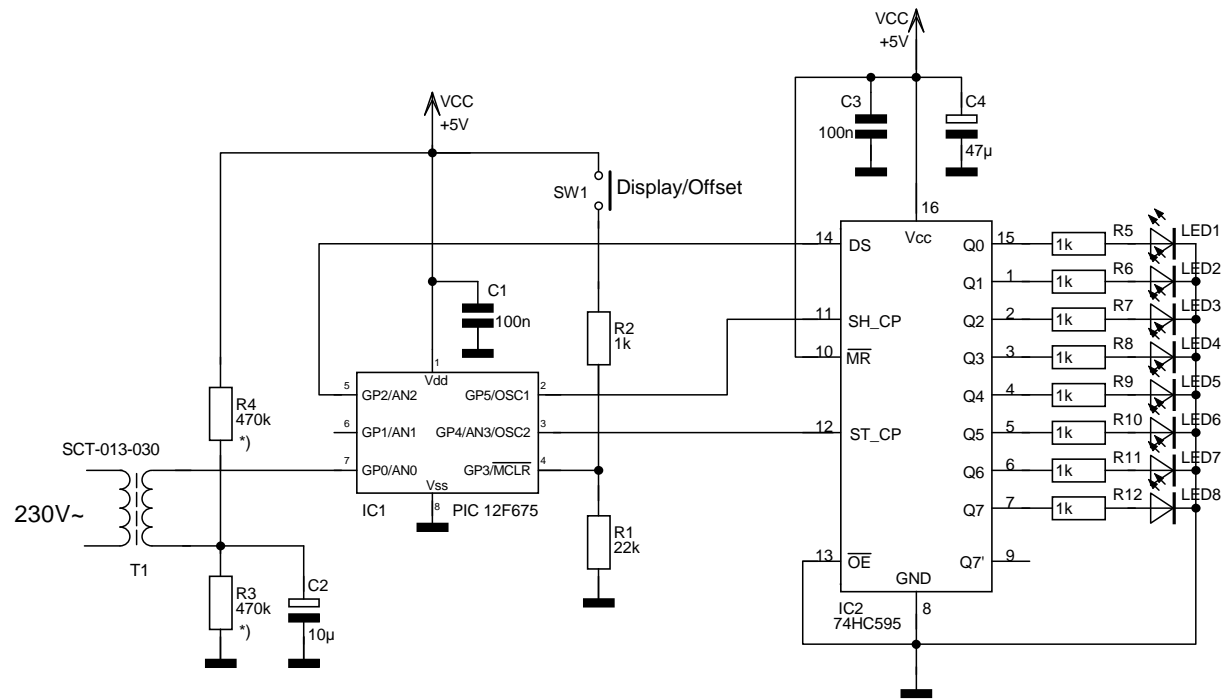 VCC
+5V
C3
100n
C4
47µ
VCC
+5V
SW1
Display/Offset
C1
100n
R2
1k
R4
470k
*)
SCT-013-030
230V~
T1
R3
470k
*)
C2
10µ
R1
22k
1
Vdd
5
GP2/AN2
GP5/OSC1
2
6
GP1/AN1
GP4/AN3/OSC2
3
7
GP0/AN0
GP3/MCLR
4
Vss
8
IC1
PIC 12F675
16
Vcc
14
DS
Q0
15
11
SH_CP
Q1
1
10
MR
Q2
2
Q3
3
12
ST_CP
Q4
4
Q5
5
Q6
6
Q7
7
13
OE
Q7'
9
GND
8
IC2
74HC595
1k
R5
LED1
1k
R6
LED2
1k
R7
LED3
1k
R8
LED4
1k
R9
LED5
1k
R10
LED6
1k
R11
LED7
1k
R12
LED8